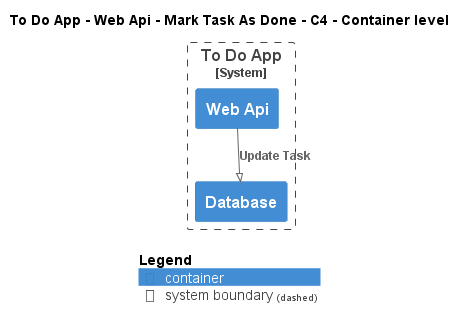 To Do App - Web Api - Mark Task As Done - C4 - Container level
To Do App
[System]
Web Api
Update Task
Database
Legend
container
system boundary (dashed)